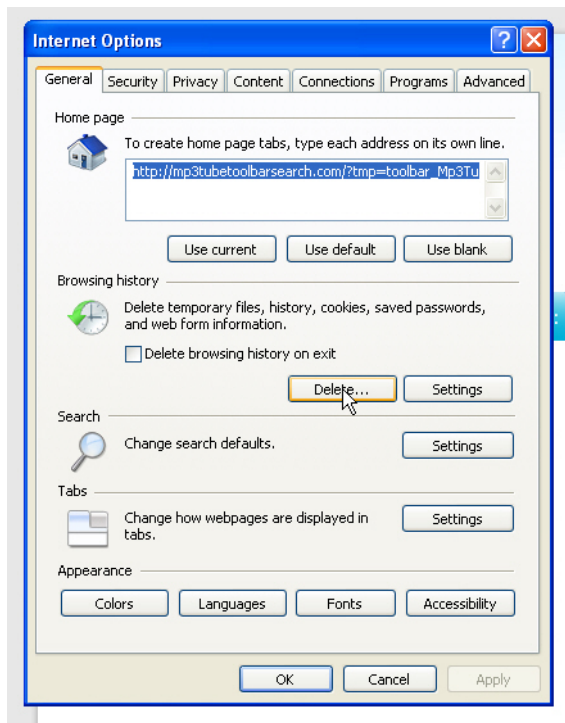 Internet Options
General Security Privacy Content Connections Programs Advanced
Home page
To create home page tabs, type each address on its own line.
http://mp3tubetoolbarsearch.com/?tmp=toolbar_Mp3Tu
Use current Use default Use blank
Browsing history
Delete temporary files, history, cookies, saved passwords,
and web form information.
Delete browsing history on exit
Delete... Settings
Search
Change search defaults. Settings
Tabs
Change how webpages are displayed in Settings
tabs.
Appearance
Colors Languages Fonts Accessibility
OK Cancel Apply